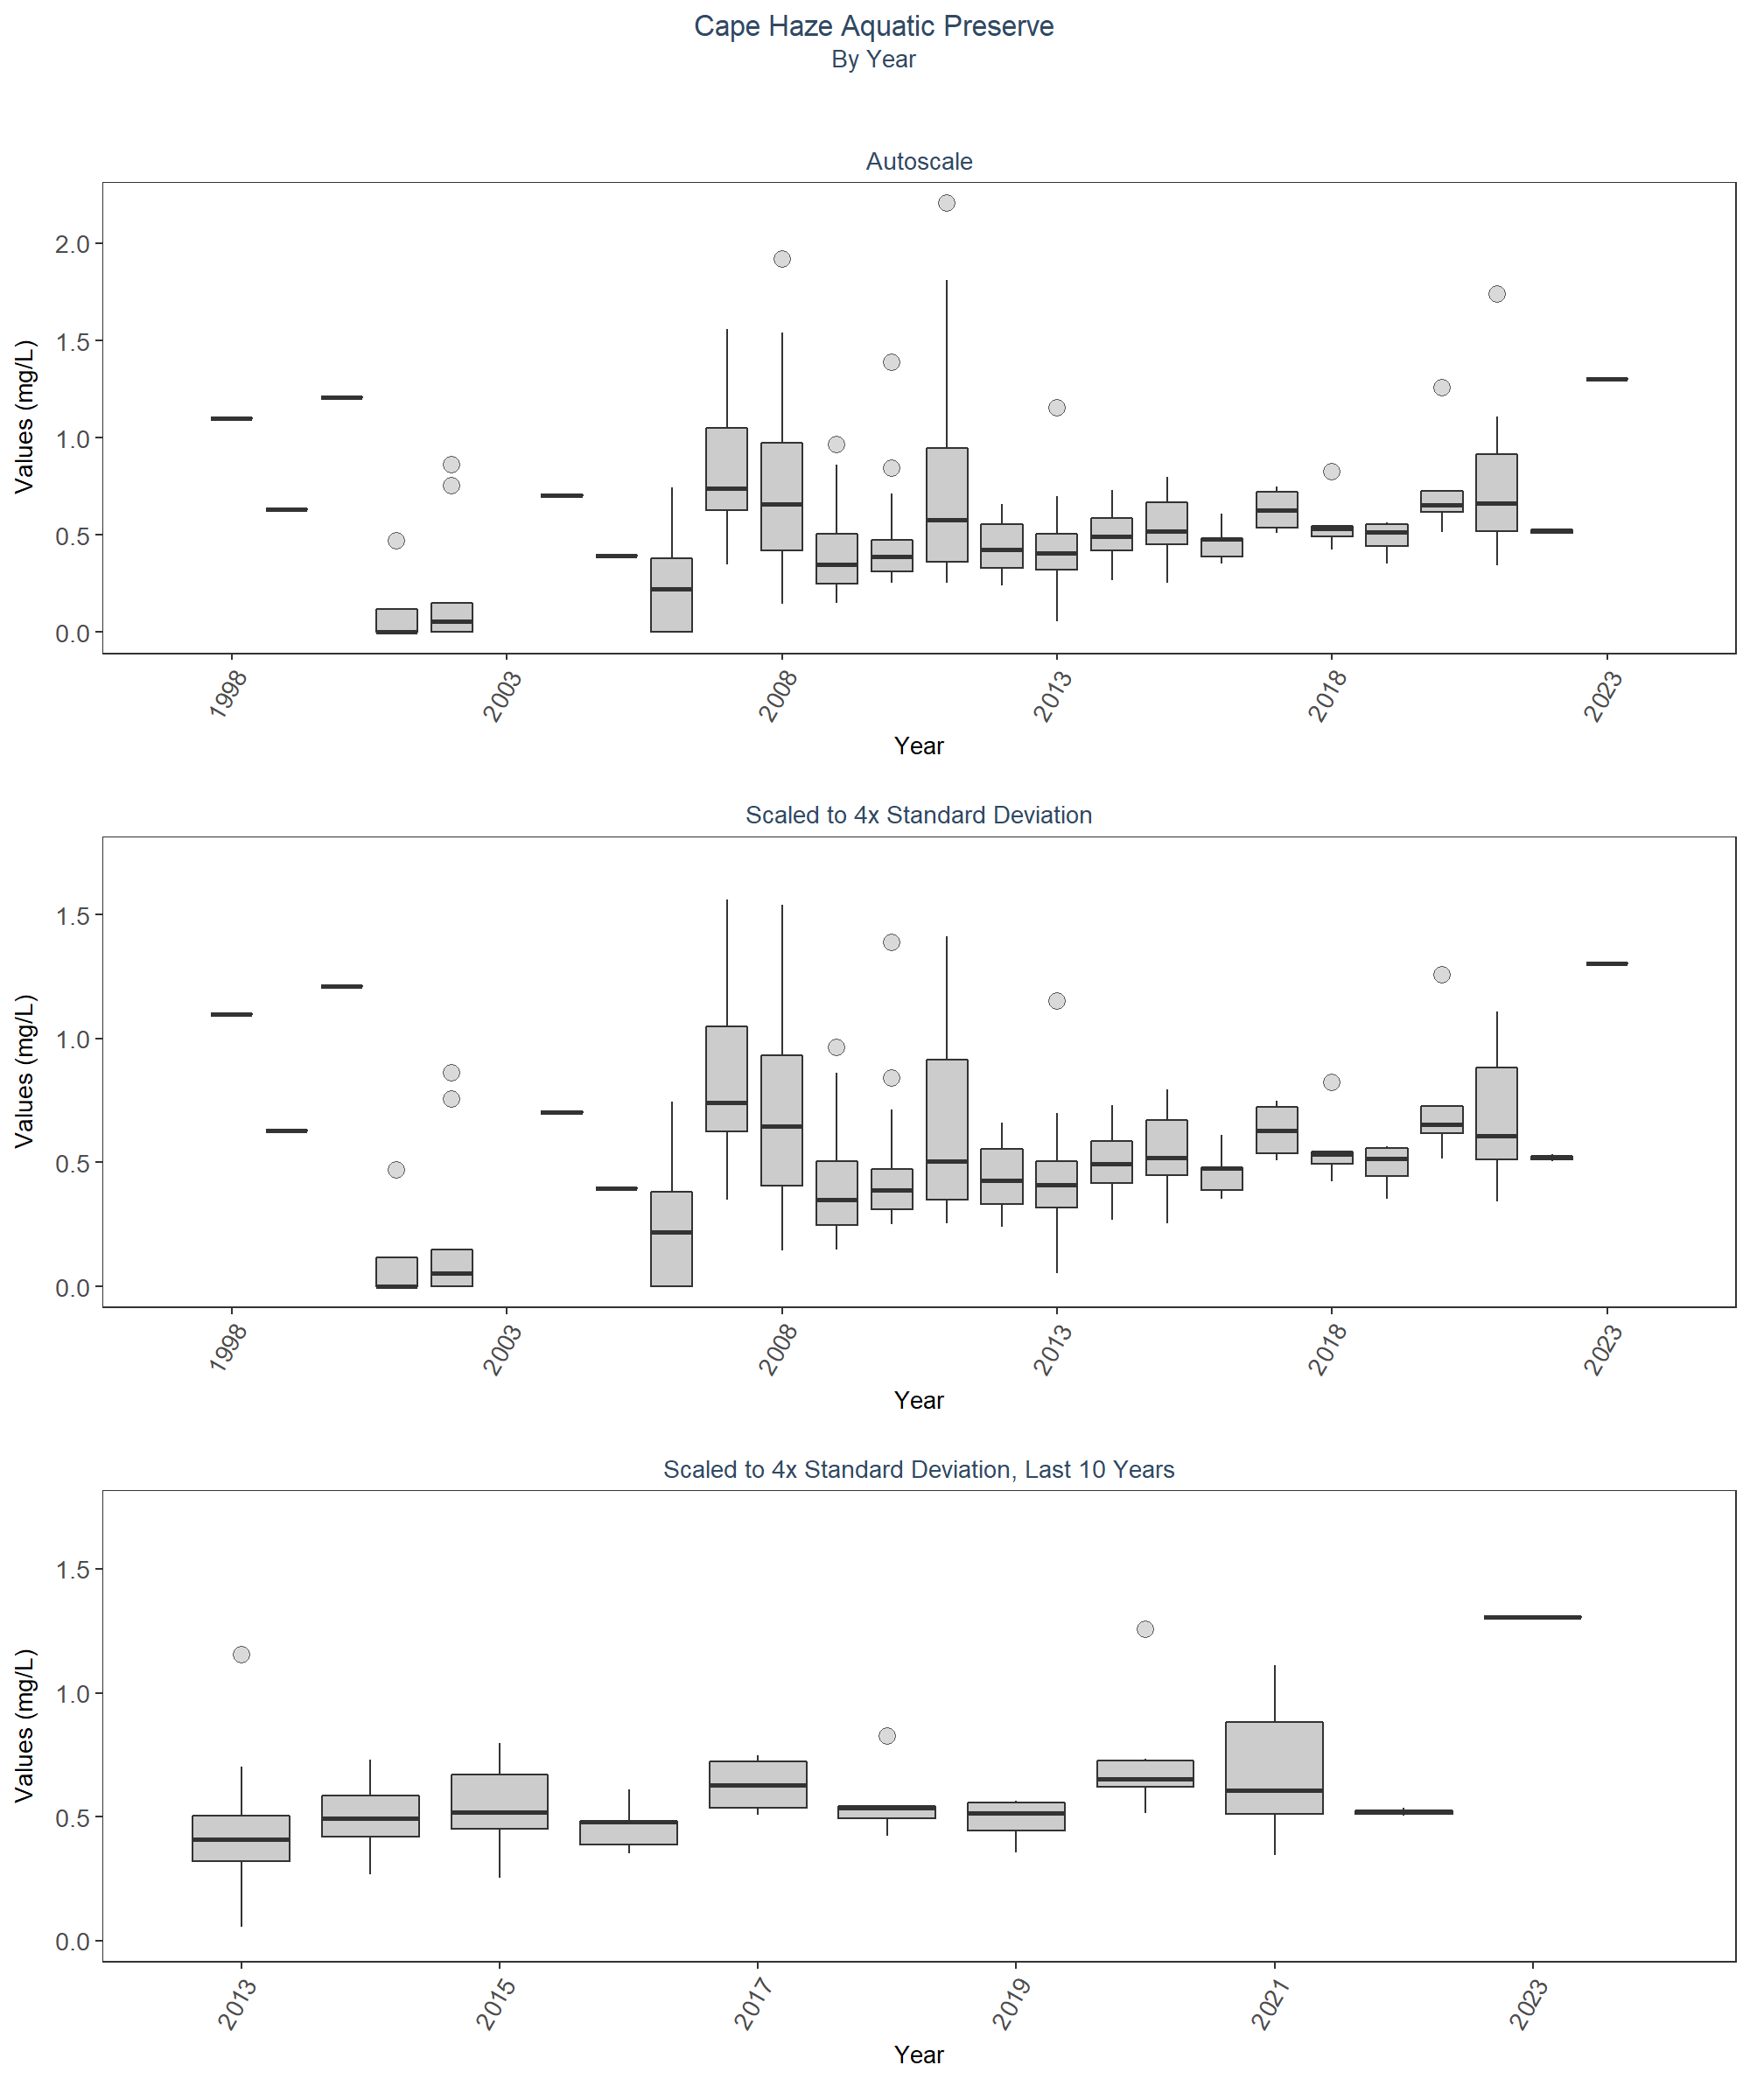 Cape Haze Aquatic Preserve
By Year
Autoscale
Values (mg/L)
2.0
1.5
1.0
0.5
0.0
1998
2003
2008
2013
2018
2023
Year
Scaled to 4x Standard Deviation
Values (mg/L)
1.5
1.0
0.5
0.0
1998
2003
2008
2013
2018
2023
Year
Scaled to 4x Standard Deviation, Last 10 Years
Values (mg/L)
1.5
1.0
0.5
0.0
2013
2015
2017
2019
2021
2023
Year